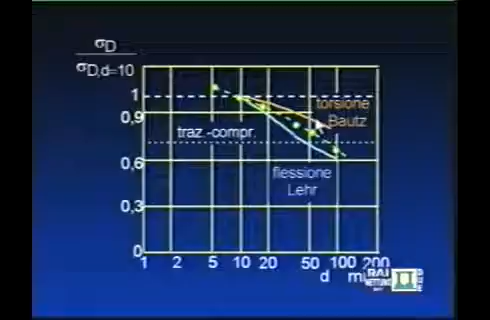 σD
σD,d=10
1
torsione
0,9
Bautz
traz.-compr.
0,6
flessione
Lehr
0,3
0
1 2 5 10 20 50 100 200
d
RAI